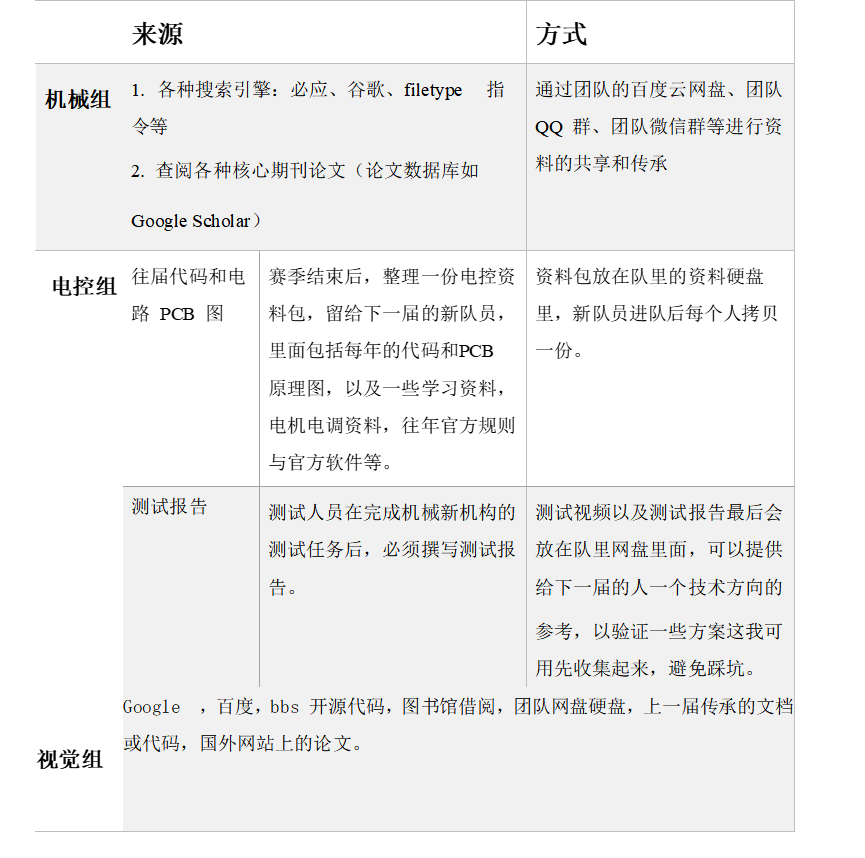 来源
方式
机械组
1. 各种搜索引擎：必应、谷歌、filetype 指
令等
2. 查阅各种核心期刊论文（论文数据库如
Google Scholar）
通过团队的百度云网盘、团队
QQ 群、团队微信群等进行资
料的共享和传承
电控组
往届代码和电
路 PCB 图
赛季结束后，整理一份电控资
料包，留给下一届的新队员，
里面包括每年的代码和PCB
原理图，以及一些学习资料，
电机电调资料，往年官方规则
与官方软件等。
资料包放在队里的资料硬盘
里，新队员进队后每个人拷贝
一份。
测试报告
测试人员在完成机械新机构的
测试任务后，必须撰写测试报
告。
测试视频以及测试报告最后会
放在队里网盘里面，可以提供
给下一届的人一个技术方向的
参考，以验证一些方案这我可
用先收集起来，避免踩坑。
视觉组
Google ，百度，bbs 开源代码，图书馆借阅，团队网盘硬盘，上一届传承的文档
或代码，国外网站上的论文。